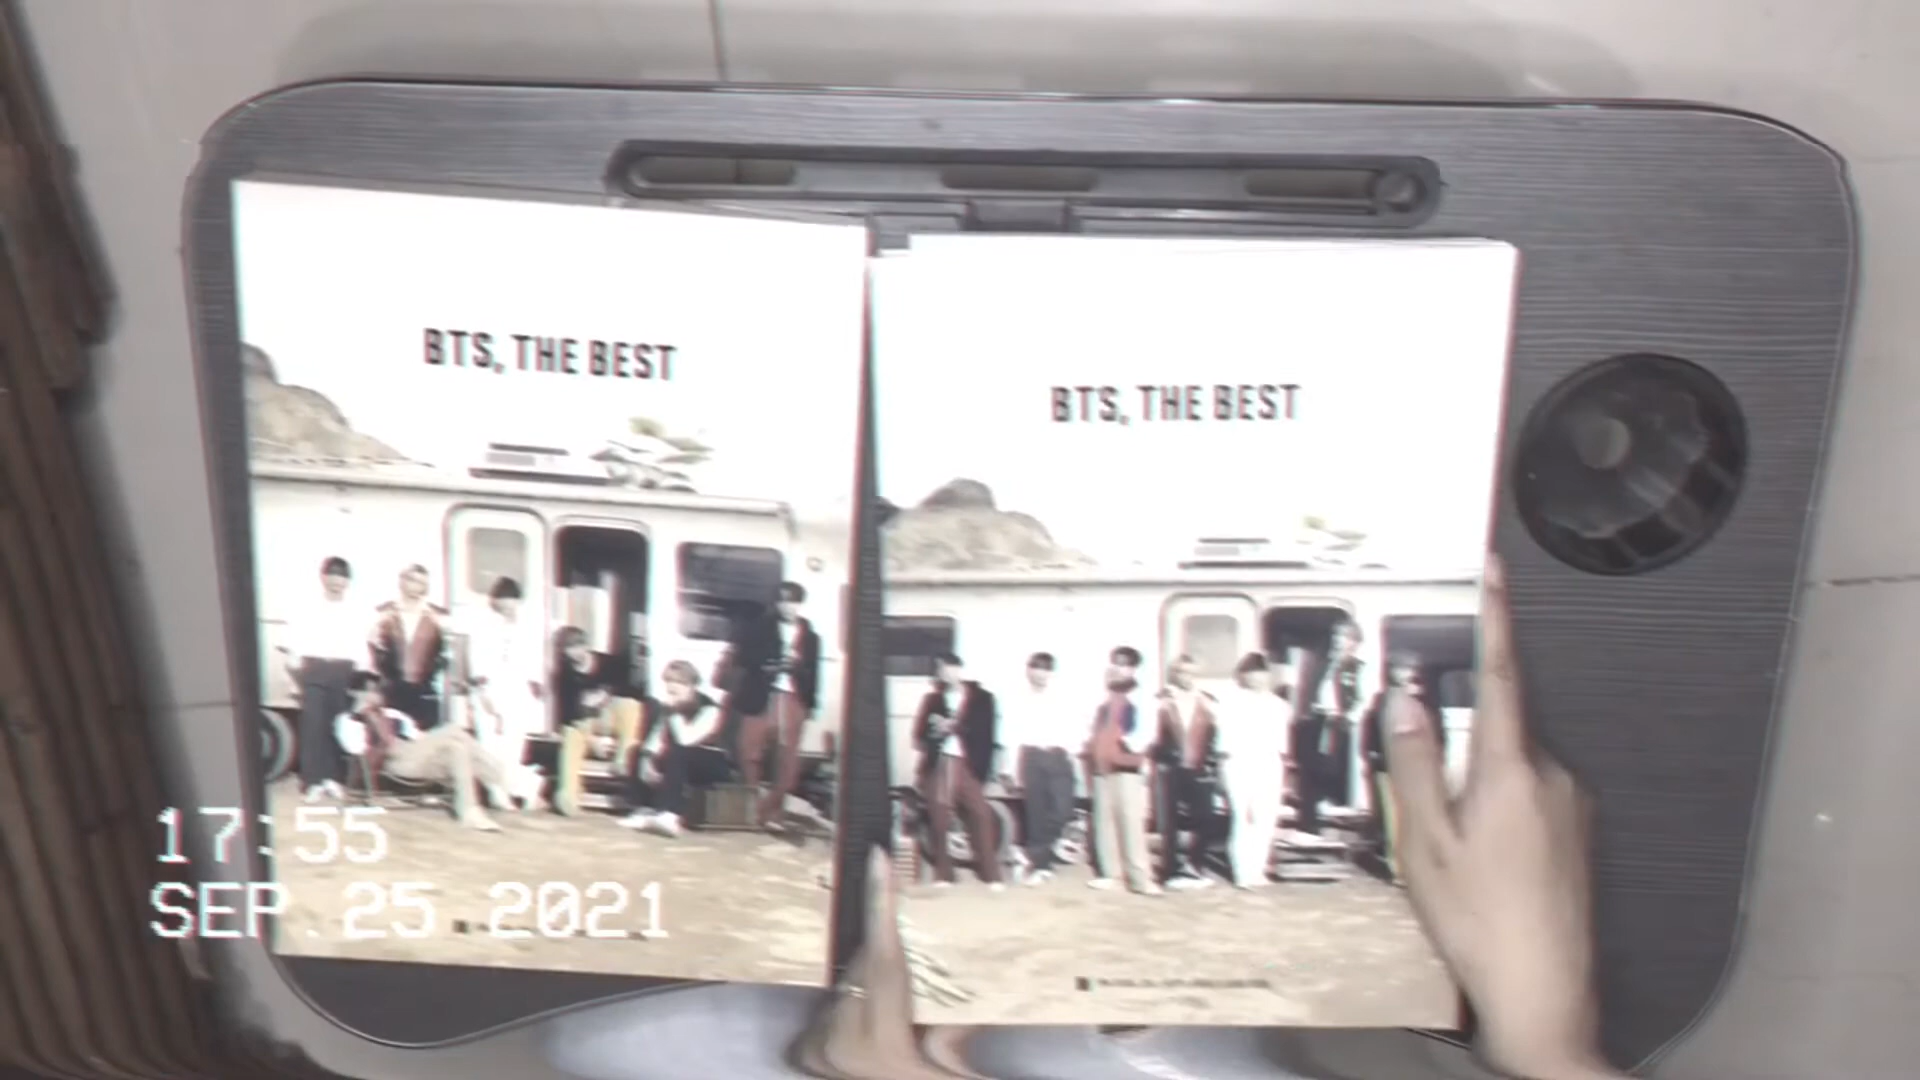 BTS, THE BEST
BTS, THE BEST
17:55
SEP.25 2021